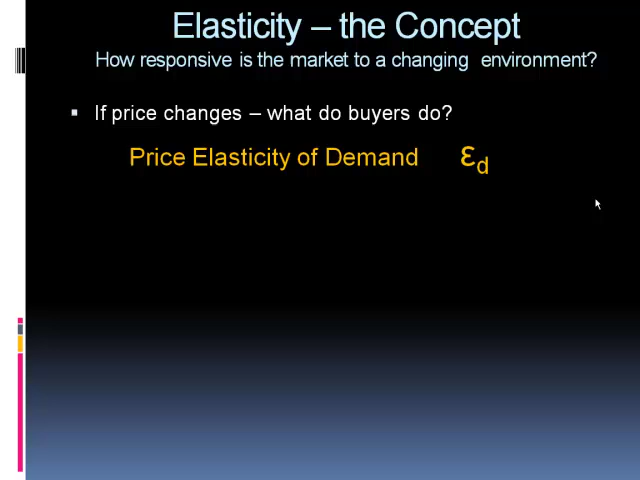 Elasticity – the Concept
How responsive is the market to a changing environment?
▪ If price changes – what do buyers do?
Price Elasticity of Demand εd